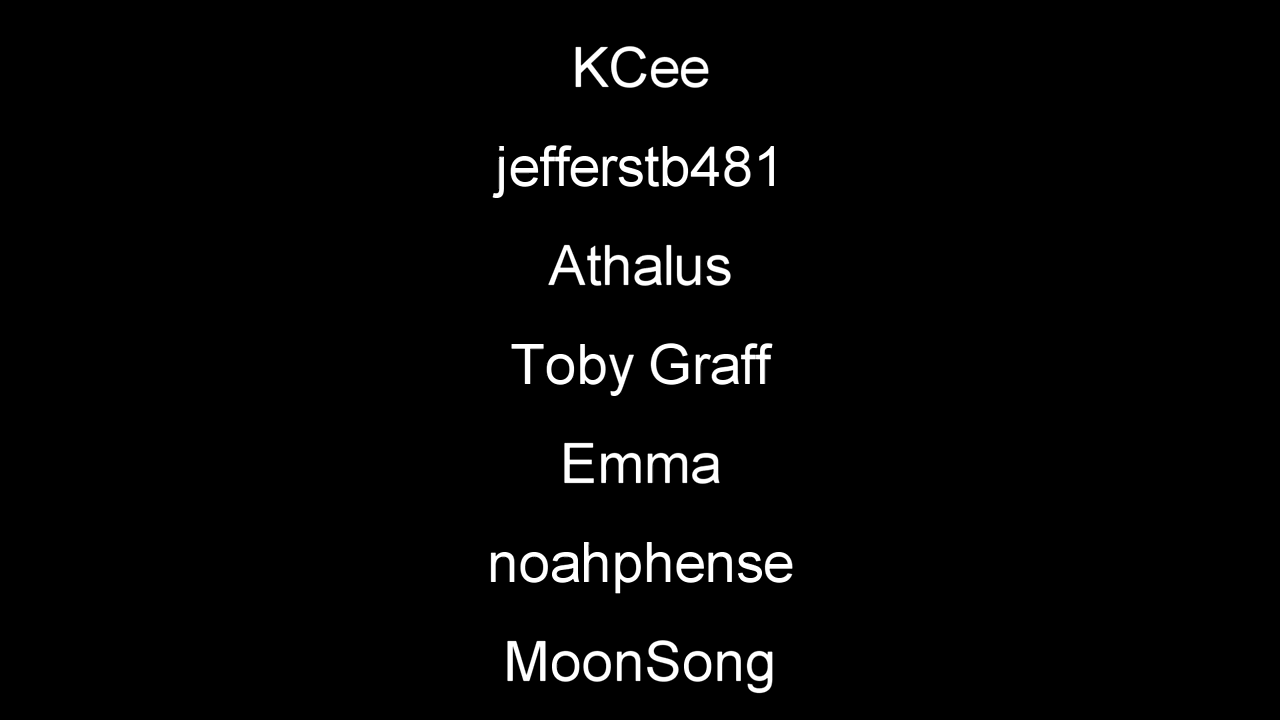 KCee
jefferstb481
Athalus
Toby Graff
Emma
noahphense
MoonSong